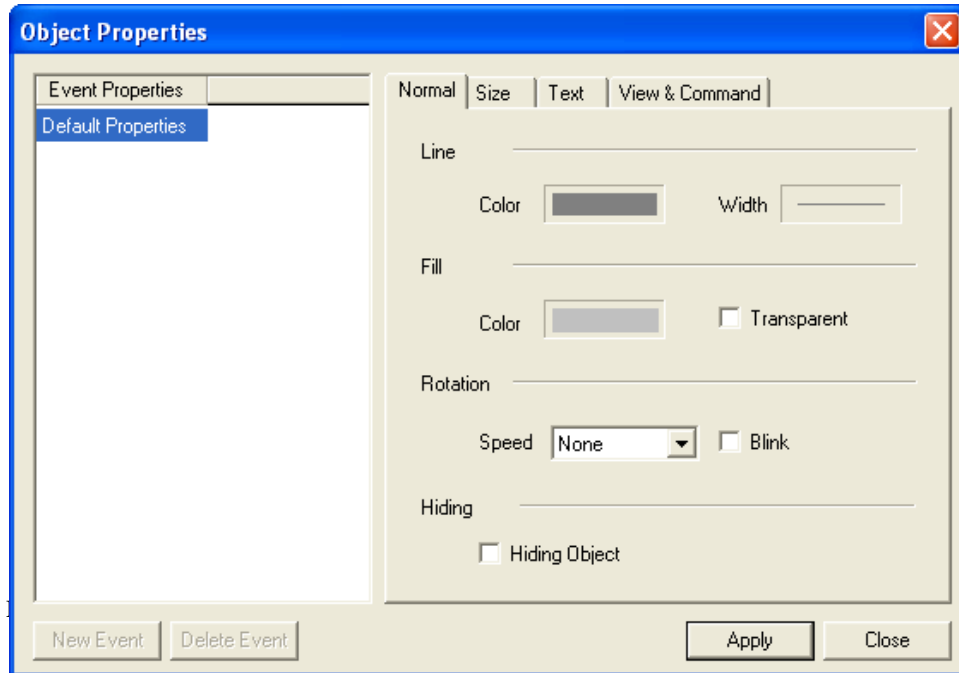 Object Properties
Event Properties
Default Properties
Normal Size Text View & Command
Line
Color Width
Fill
Color Transparent
Rotation
Speed None Blink
Hiding
Hiding Object
New Event Delete Event Apply Close